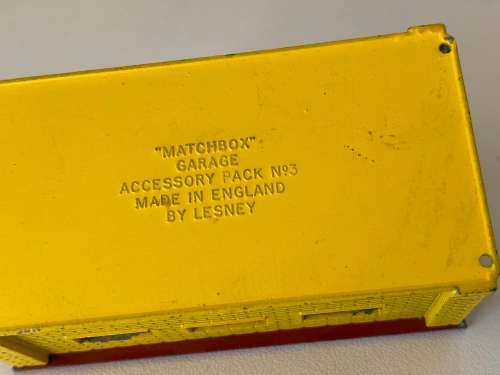 "MATCHBOX"
GARAGE
ACCESSORY PACK Nº3
MADE IN ENGLAND
BY LESNEY